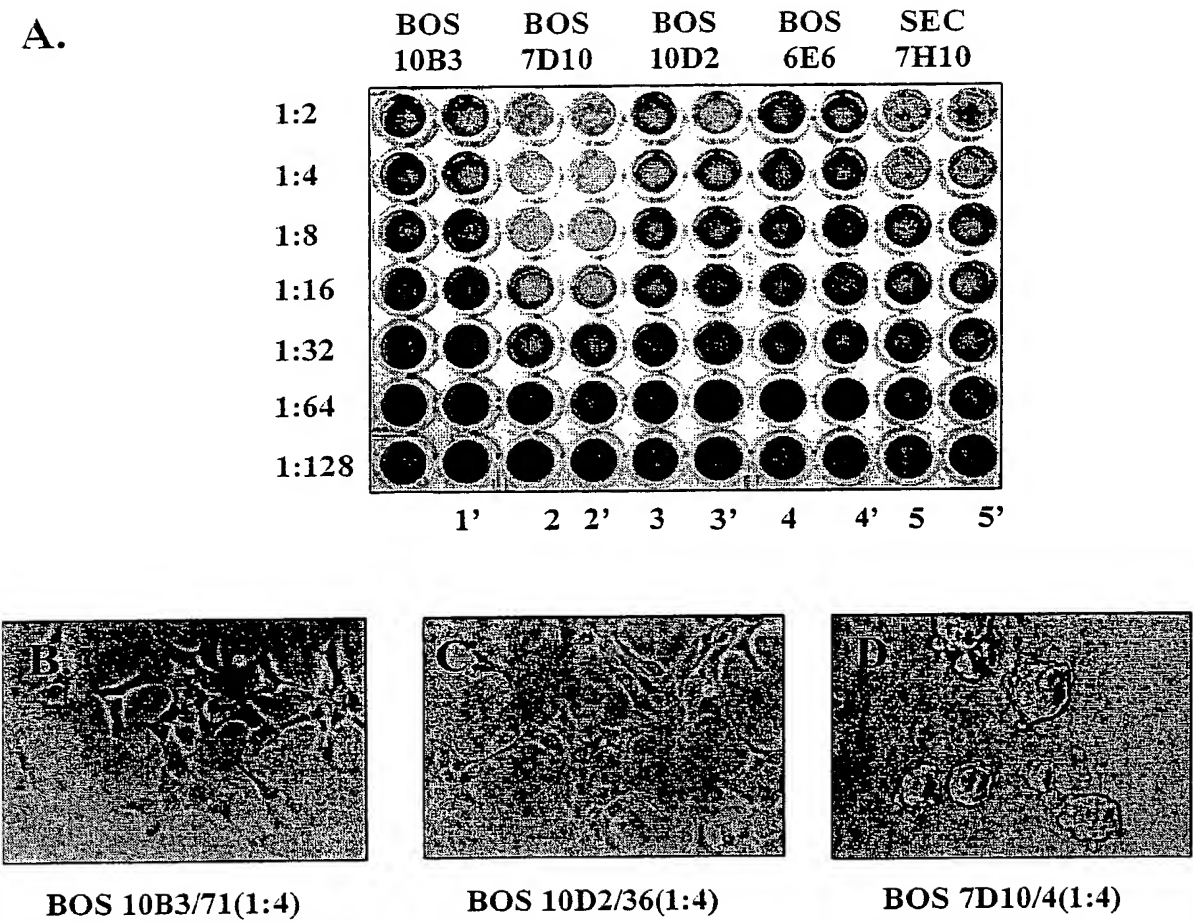 A.
BOS BOS BOS BOS SEC
10B3 7D10 10D2 6E6 7H10
1:2
1:4
1:8
1:16
1:32
1:64
1:128
1' 2 2' 3 3' 4 4' 5 5'
B C D
BOS 10B3/71(1:4) BOS 10D2/36(1:4) BOS 7D10/4(1:4)